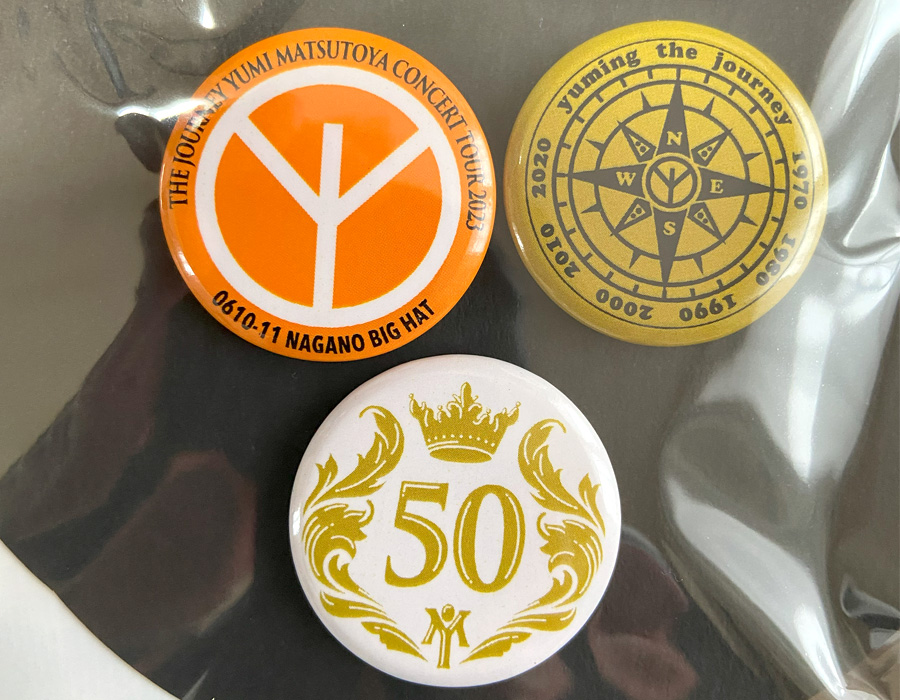 THE JOURNEY YUMI MATSUTOYA CONCERT TOUR 2023
0610-11 NAGANO BIG HAT
yuming the journey
1970 1980 1990 2000 2010 2020
N
W E
S
50